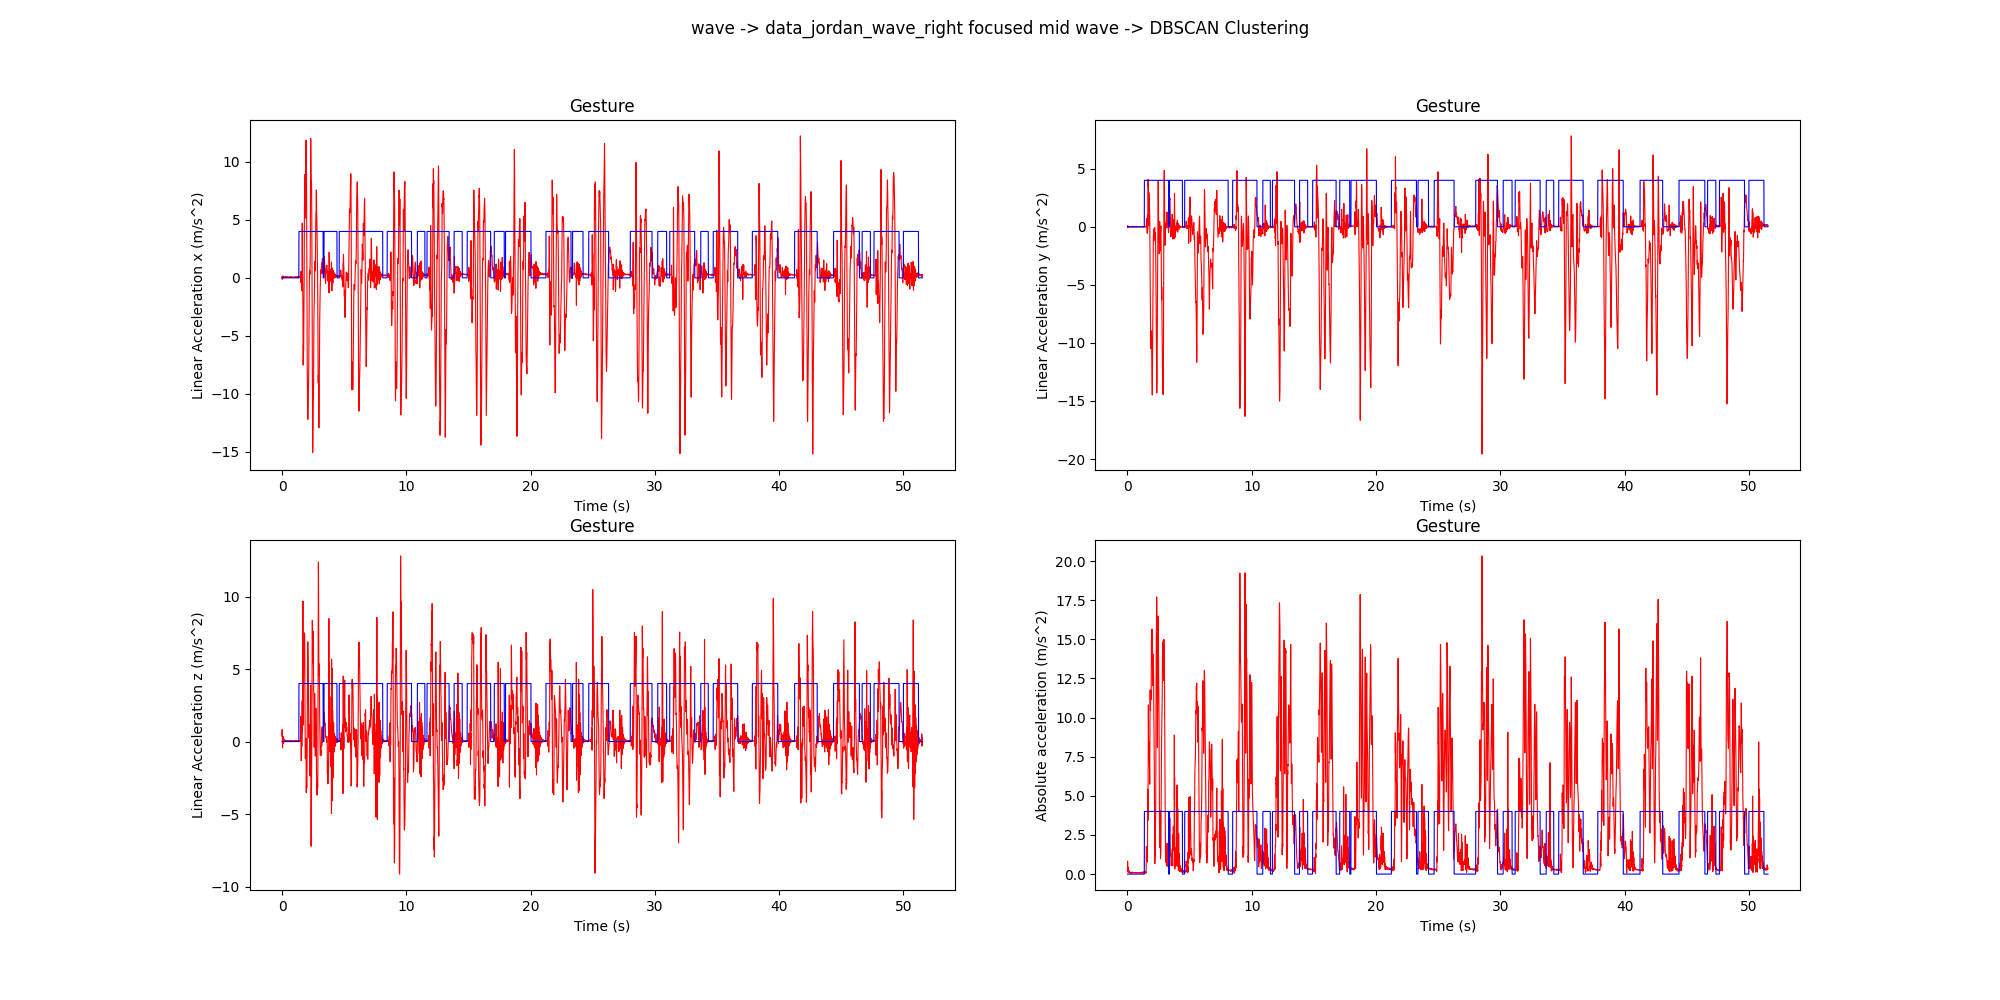 wave -> data_jordan_wave_right focused mid wave -> DBSCAN Clustering
Gesture
Linear Acceleration x (m/s^2)
10
5
0
−5
−10
−15
0 10 20 30 40 50
Time (s)
Gesture
Linear Acceleration y (m/s^2)
5
0
−5
−10
−15
−20
0 10 20 30 40 50
Time (s)
Gesture
Linear Acceleration z (m/s^2)
10
5
0
−5
−10
0 10 20 30 40 50
Time (s)
Gesture
Absolute acceleration (m/s^2)
20.0
17.5
15.0
12.5
10.0
7.5
5.0
2.5
0.0
0 10 20 30 40 50
Time (s)